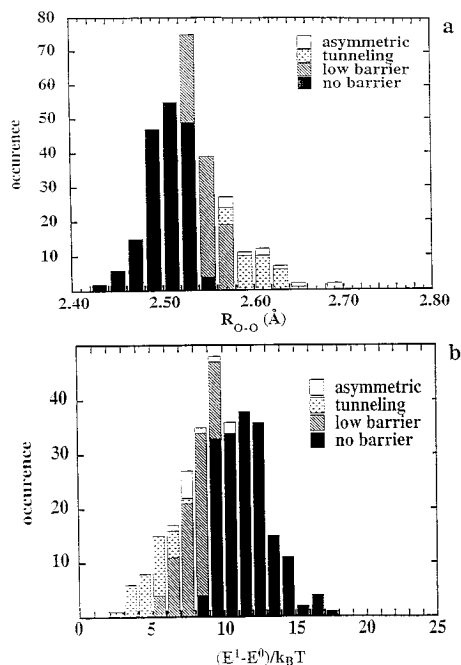 a
80
70
60
50
40
30
20
10
occurence
asymmetric
tunneling
low barrier
no barrier
2.40 2.50 2.60 2.70 2.80
R_O-O (Å)
b
40
30
20
10
occurence
asymmetric
tunneling
low barrier
no barrier
0 5 10 15 20 25
(E¹-E⁰)/k_BT